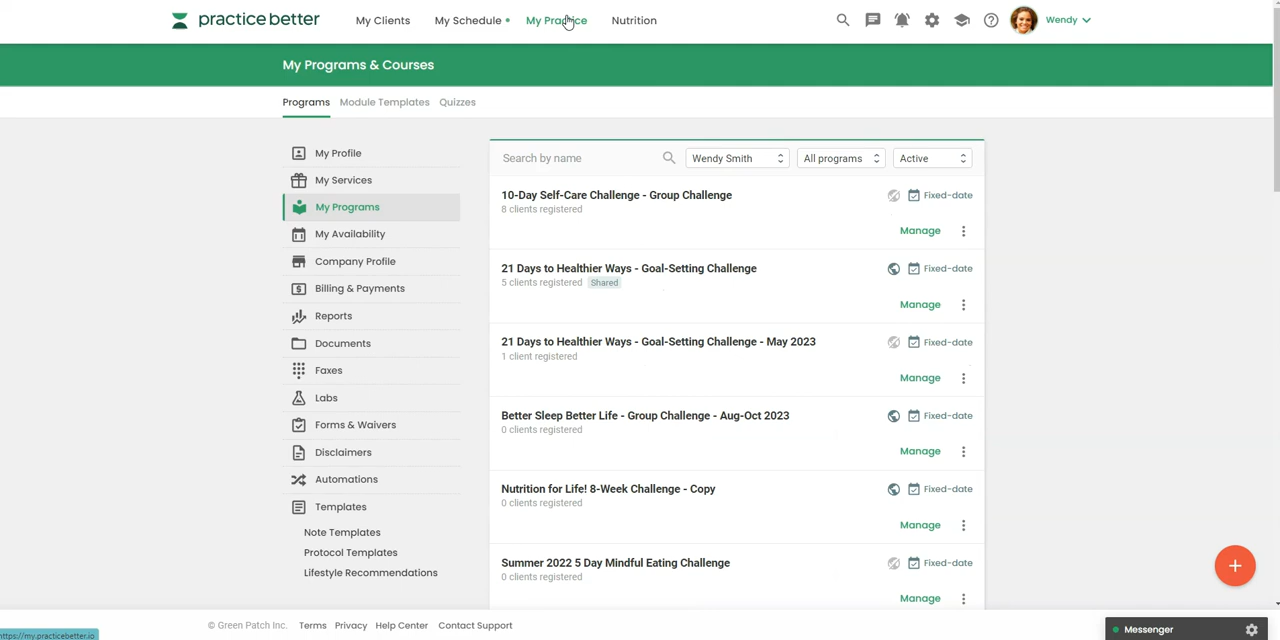 practice better My Clients My Schedule My Practice Nutrition Wendy
My Programs & Courses
Programs Module Templates Quizzes
My Profile
My Services
My Programs
My Availability
Company Profile
Billing & Payments
Reports
Documents
Faxes
Labs
Forms & Waivers
Disclaimers
Automations
Templates
Note Templates
Protocol Templates
Lifestyle Recommendations
Search by name Wendy Smith All programs Active
10-Day Self-Care Challenge - Group Challenge Fixed-date
8 clients registered
Manage
21 Days to Healthier Ways - Goal-Setting Challenge Fixed-date
5 clients registered Shared
Manage
21 Days to Healthier Ways - Goal-Setting Challenge - May 2023 Fixed-date
1 client registered
Manage
Better Sleep Better Life - Group Challenge - Aug-Oct 2023 Fixed-date
0 clients registered
Manage
Nutrition for Life! 8-Week Challenge - Copy Fixed-date
0 clients registered
Manage
Summer 2022 5 Day Mindful Eating Challenge Fixed-date
0 clients registered
Manage
© Green Patch Inc. Terms Privacy Help Center Contact Support
Messenger
https://my.practicebetter.io